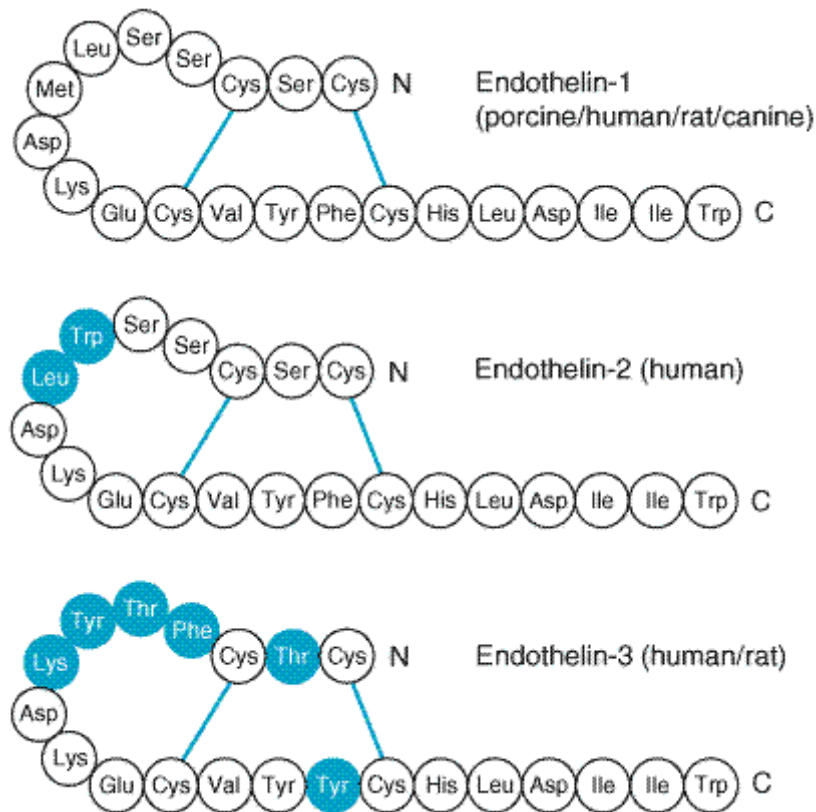 Leu Ser Ser Cys Ser Cys N
Met
Asp
Lys
Endothelin-1
(porcine/human/rat/canine)
Glu Cys Val Tyr Phe Cys His Leu Asp Ile Ile Trp C
Trp Ser Ser Cys Ser Cys N
Leu
Asp
Lys
Endothelin-2 (human)
Glu Cys Val Tyr Phe Cys His Leu Asp Ile Ile Trp C
Tyr Thr Phe Cys Thr Cys N
Lys
Asp
Lys
Endothelin-3 (human/rat)
Glu Cys Val Tyr Tyr Cys His Leu Asp Ile Ile Trp C